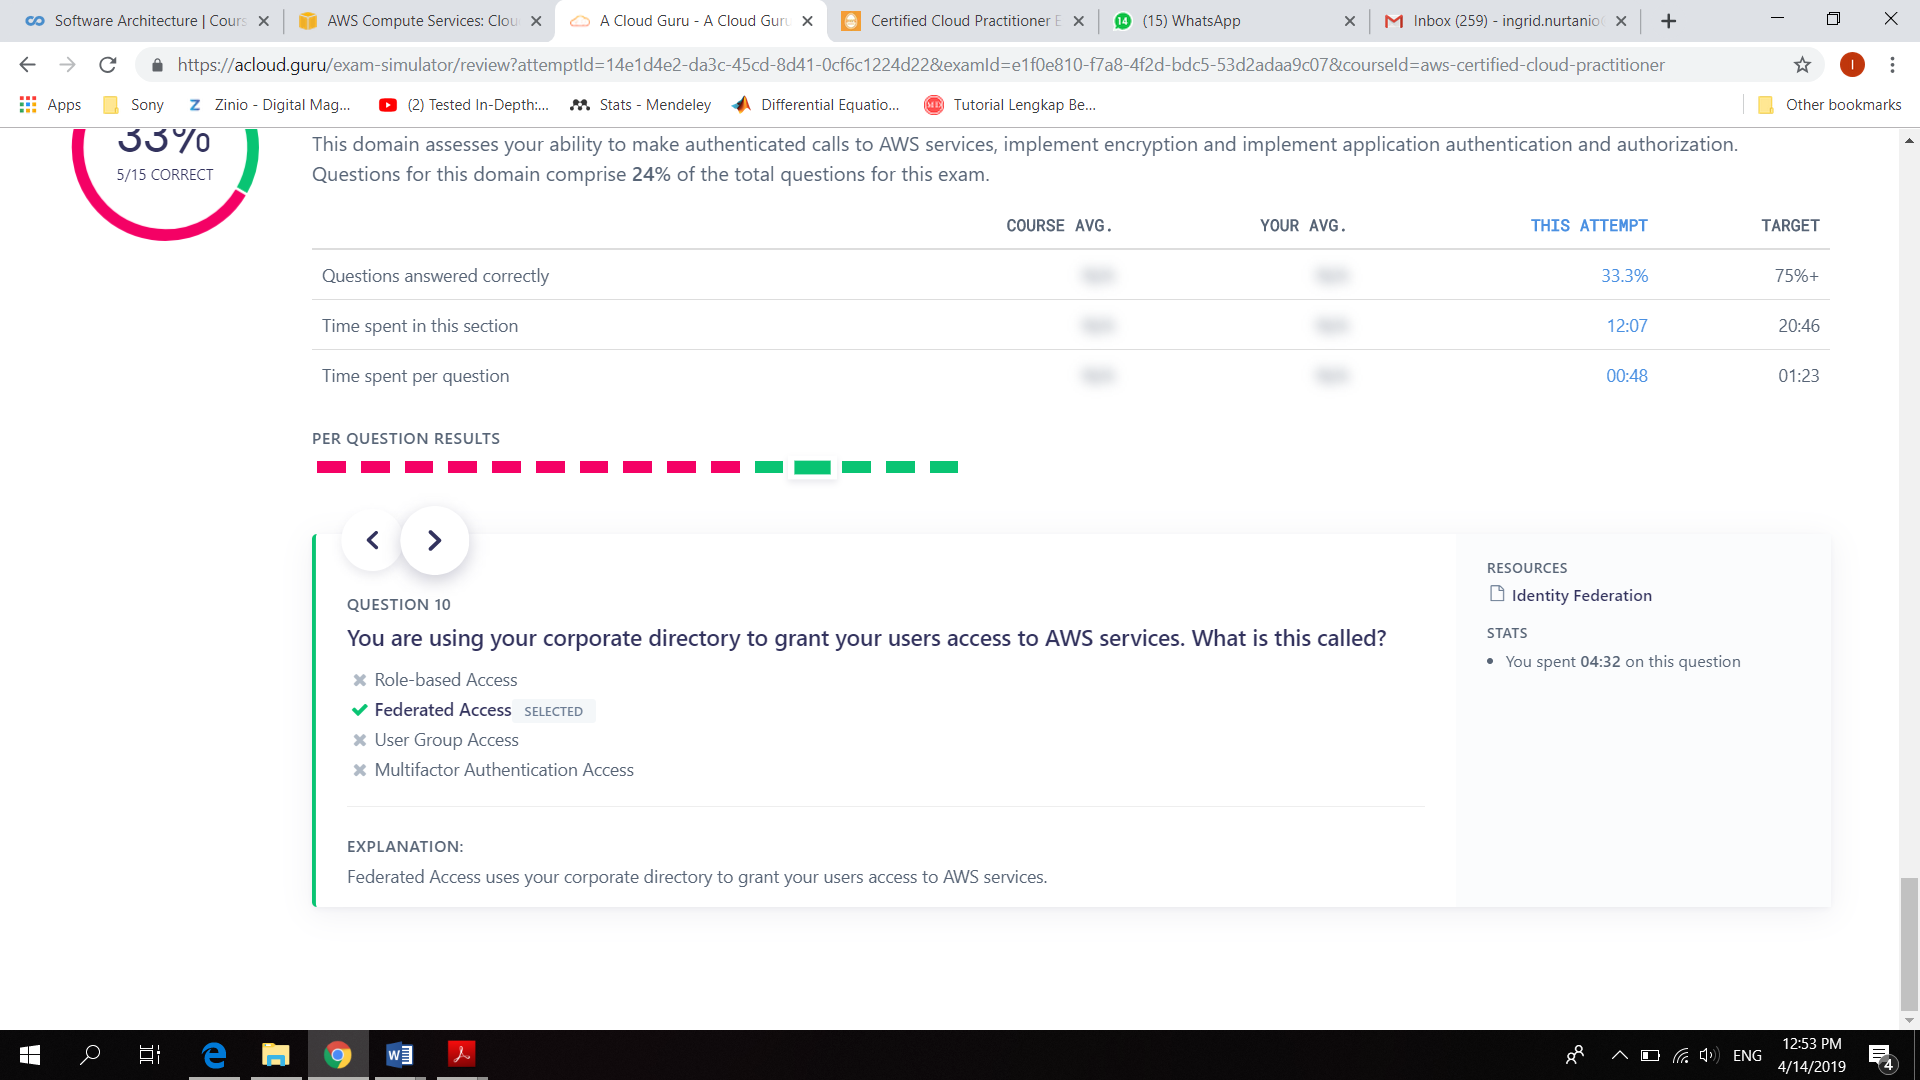 Software Architecture | Cours
AWS Compute Services: Clou
A Cloud Guru - A Cloud Guru
Certified Cloud Practitioner E
(15) WhatsApp
Inbox (259) - ingrid.nurtanio
https://acloud.guru/exam-simulator/review?attemptId=14e1d4e2-da3c-45cd-8d41-0cf6c1224d22&examId=e1f0e810-f7a8-4f2d-bdc5-53d2adaa9c07&courseId=aws-certified-cloud-practitioner
Apps
Sony
Zinio - Digital Mag...
(2) Tested In-Depth:...
Stats - Mendeley
Differential Equatio...
Tutorial Lengkap Be...
Other bookmarks
33%
5/15 CORRECT
This domain assesses your ability to make authenticated calls to AWS services, implement encryption and implement application authentication and authorization.
Questions for this domain comprise 24% of the total questions for this exam.
COURSE AVG. YOUR AVG. THIS ATTEMPT TARGET
Questions answered correctly 33.3% 75%+
Time spent in this section 12:07 20:46
Time spent per question 00:48 01:23
PER QUESTION RESULTS
QUESTION 10
You are using your corporate directory to grant your users access to AWS services. What is this called?
Role-based Access
Federated Access SELECTED
User Group Access
Multifactor Authentication Access
EXPLANATION:
Federated Access uses your corporate directory to grant your users access to AWS services.
RESOURCES
Identity Federation
STATS
You spent 04:32 on this question
ENG
12:53 PM
4/14/2019
4